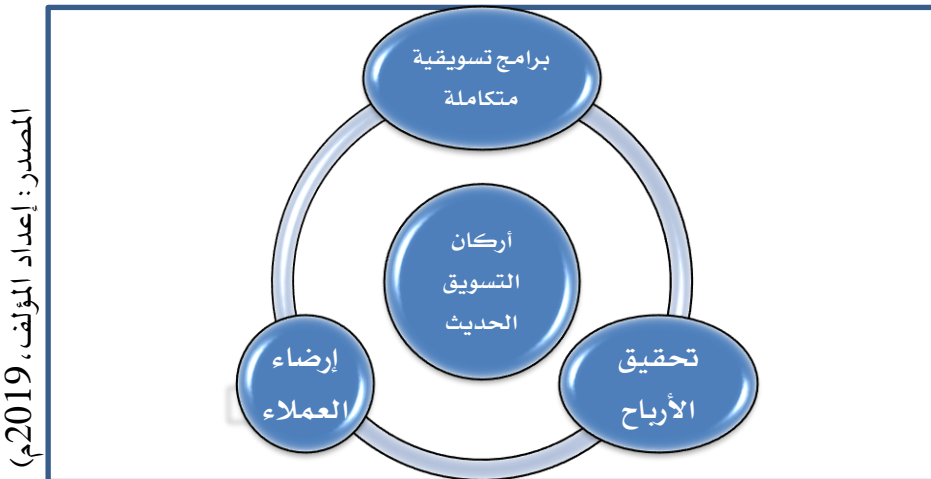 برامج تسويقية
متكاملة
أركان
التسويق
الحديث
تحقيق
الأرباح
إرضاء
العملاء
المصدر: إعداد المؤلف، 2019م)